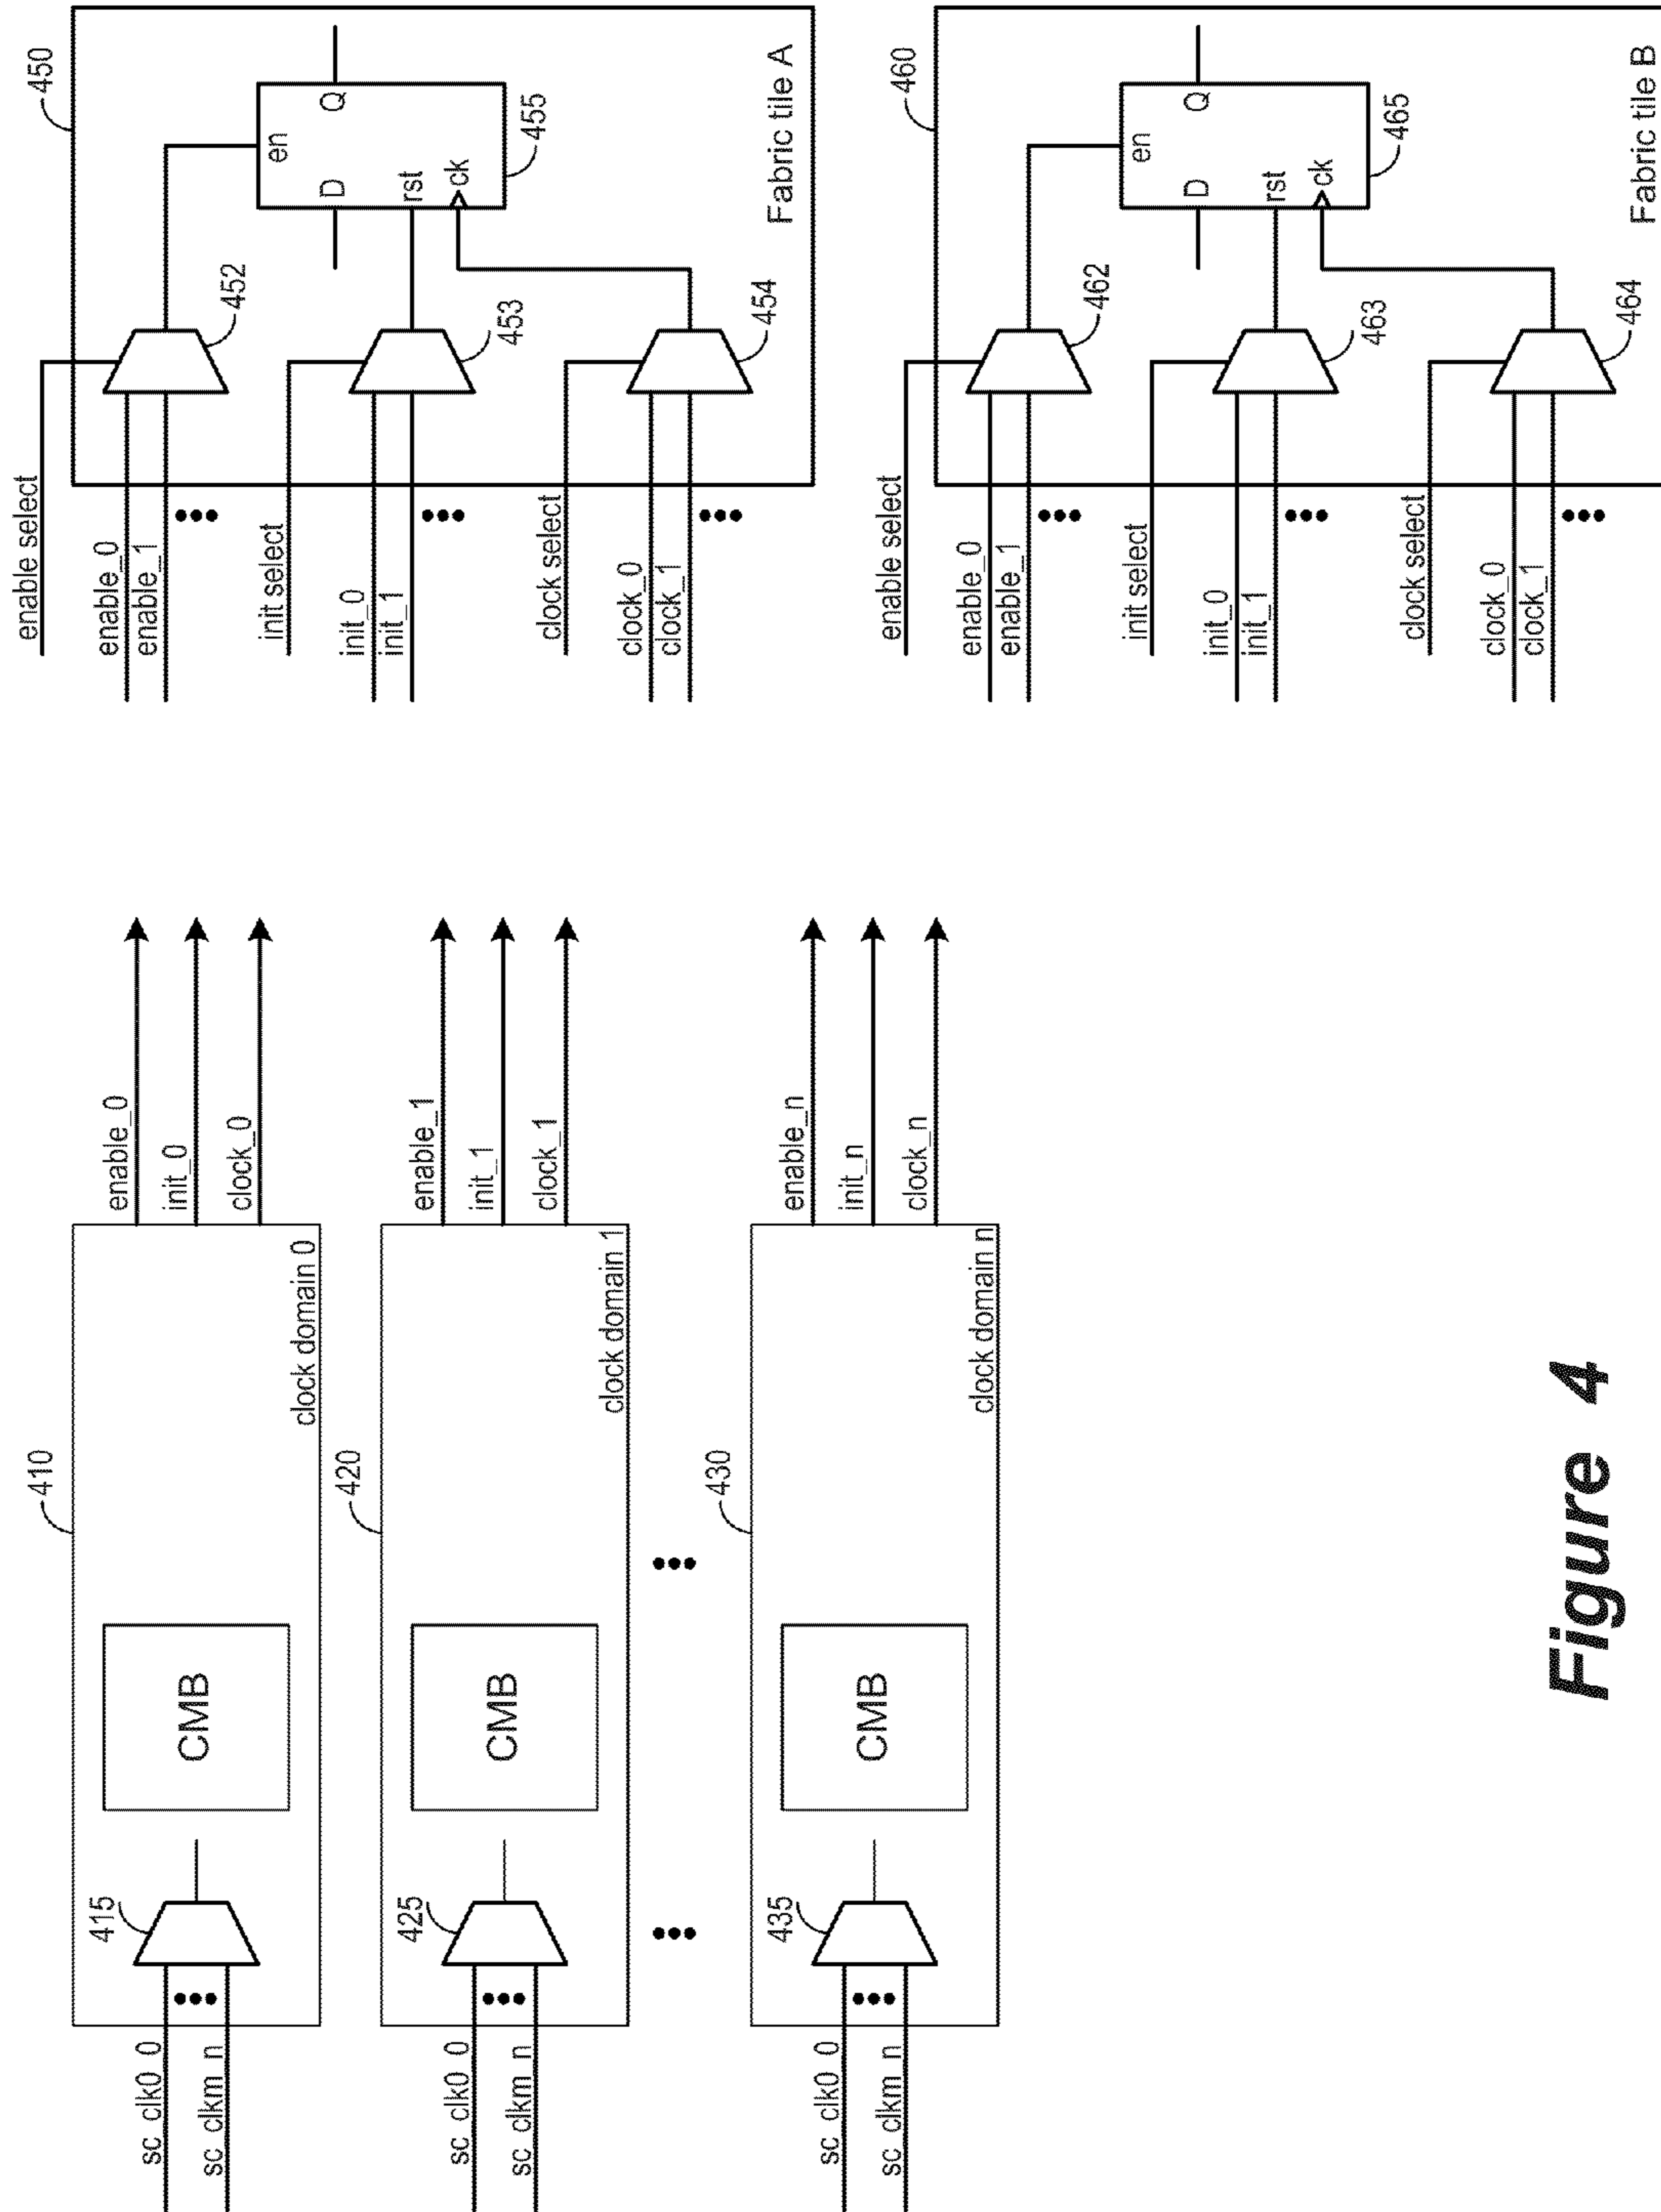 410
415
sc_clk0_0
sc_clkm_n
CMB
clock domain 0
enable_0
init_0
clock_0
420
425
sc_clk0_0
sc_clkm_n
CMB
clock domain 1
enable_1
init_1
clock_1
430
435
sc_clk0_0
sc_clkm_n
CMB
clock domain n
enable_n
init_n
clock_n
450
enable select
enable_0
enable_1
452
init select
init_0
init_1
453
clock select
clock_0
clock_1
454
en
D Q
rst
ck
455
Fabric tile A
460
enable select
enable_0
enable_1
462
init select
init_0
init_1
463
clock select
clock_0
clock_1
464
en
D Q
rst
ck
465
Fabric tile B
Figure 4